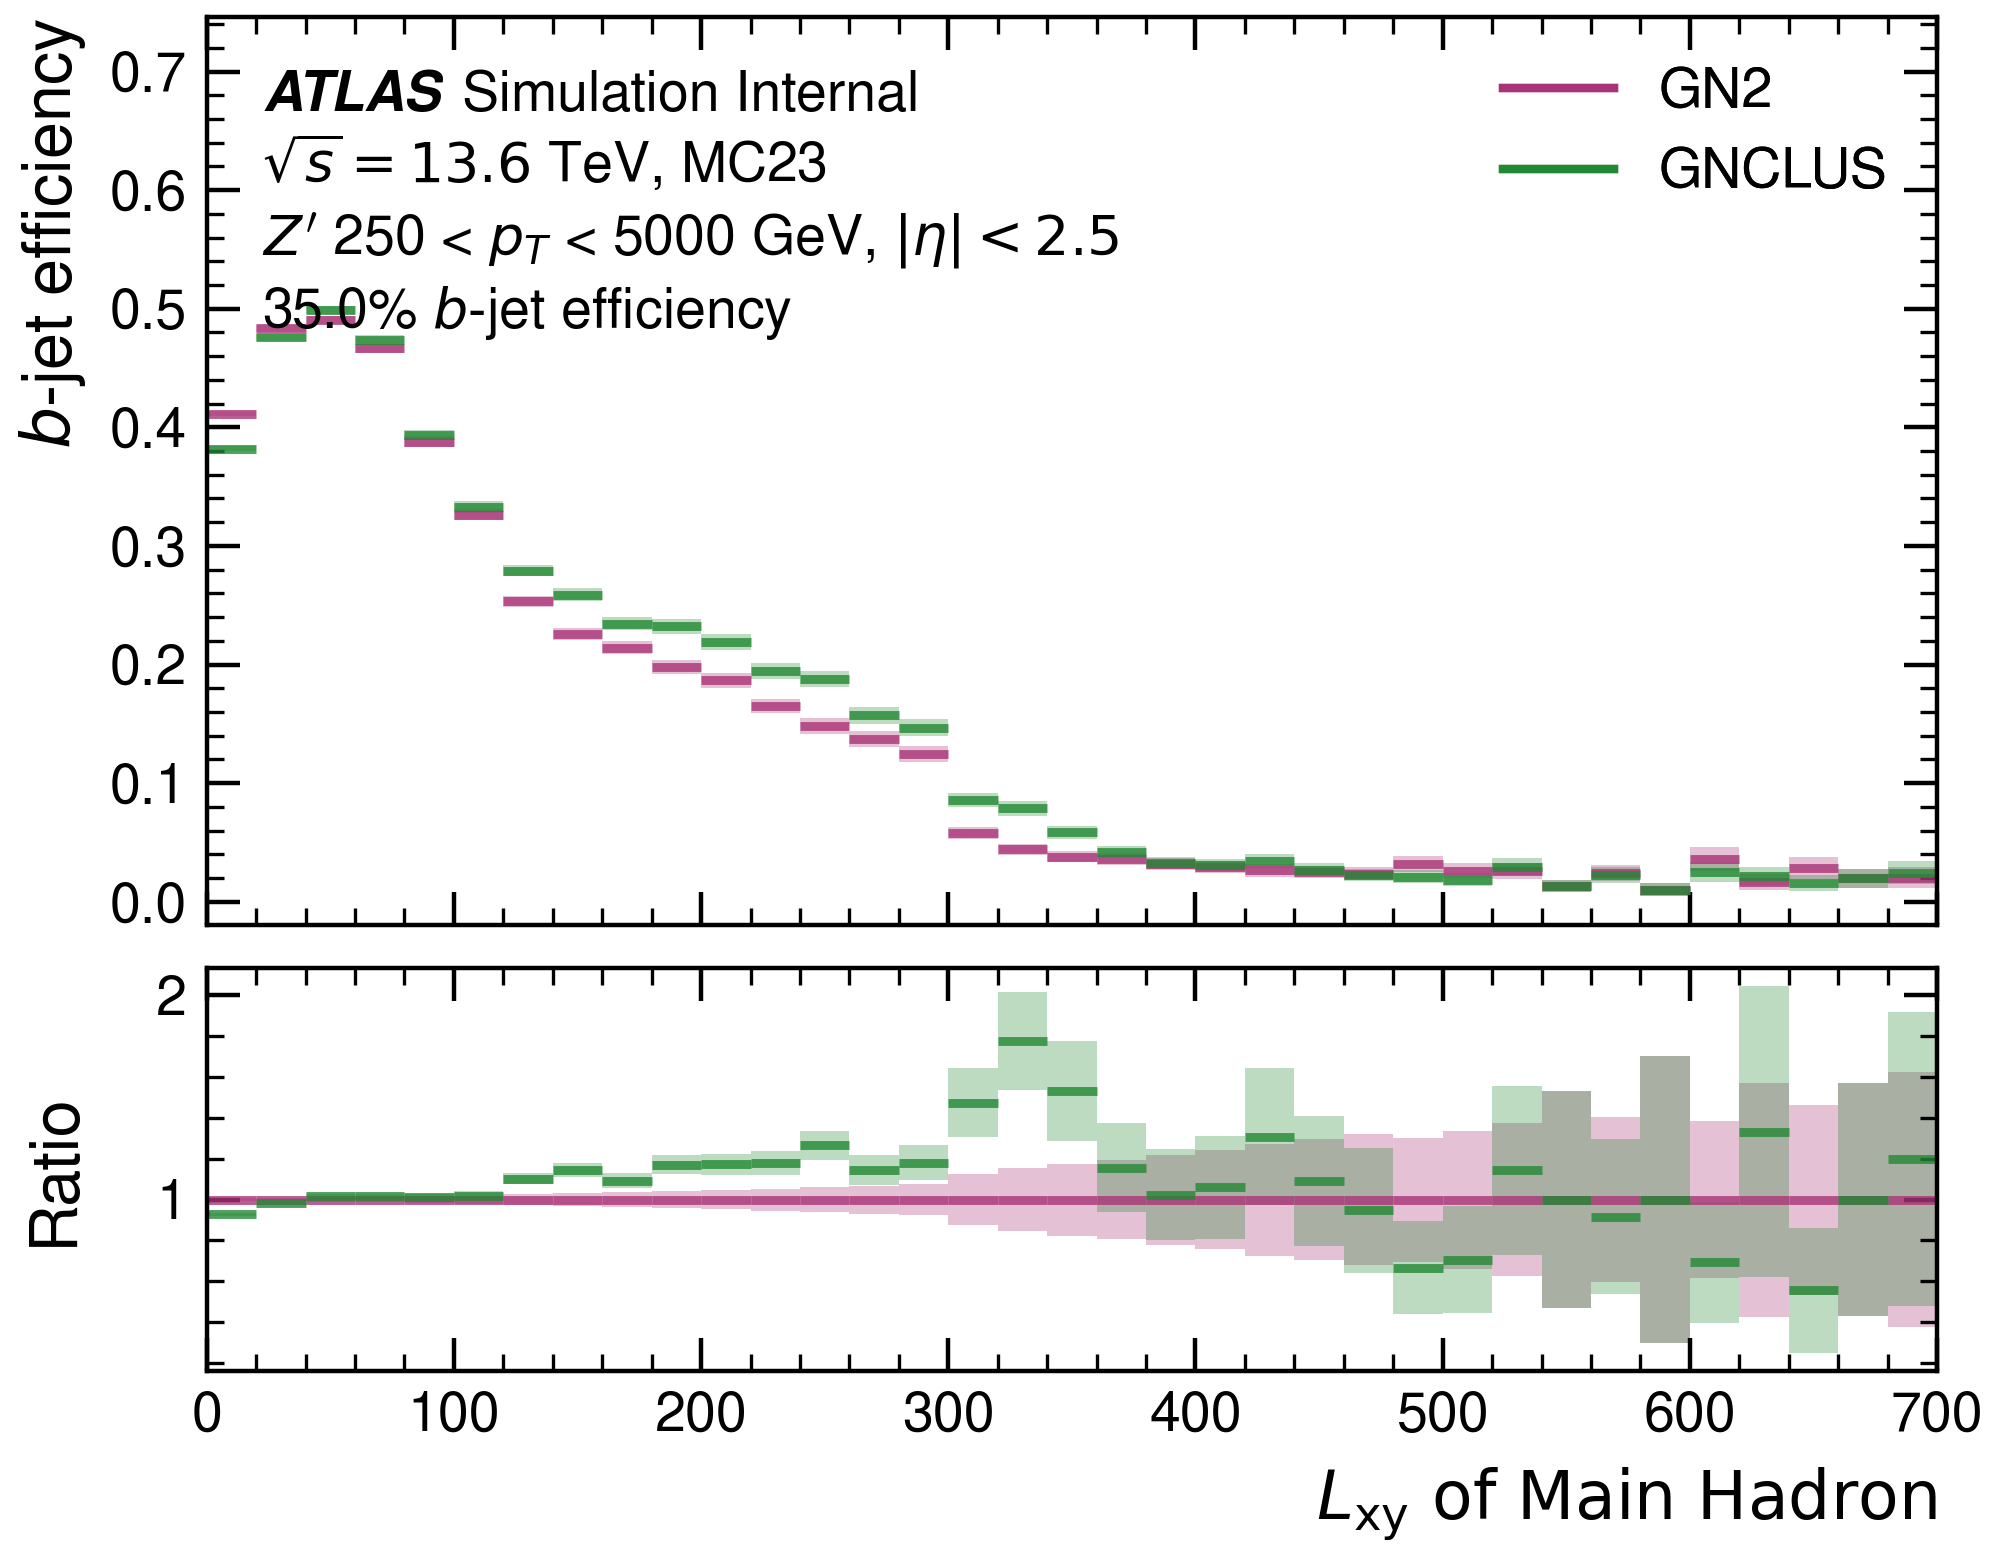 b-jet efficiency
0.7
0.6
0.5
0.4
0.3
0.2
0.1
0.0
ATLAS Simulation Internal
√s = 13.6 TeV, MC23
Z′ 250 < p_T < 5000 GeV, |η| < 2.5
35.0% b-jet efficiency
GN2
GNCLUS
Ratio
2
1
0 100 200 300 400 500 600 700
L_xy of Main Hadron